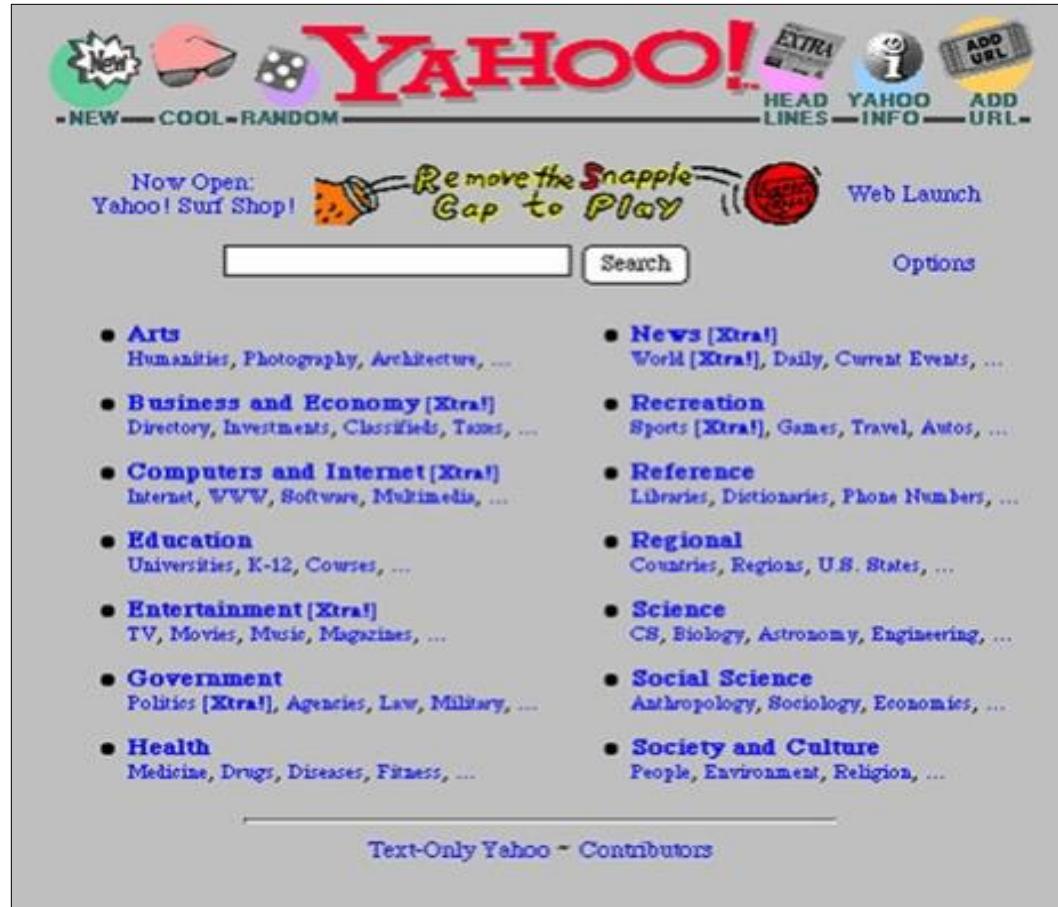 New
EXTRA
i
ADD URL
YAHOO!
NEW COOL RANDOM
HEAD LINES
YAHOO INFO
ADD URL
Now Open:
Yahoo! Surf Shop!
Remove the Snapple
Cap to Play
Web Launch
Search
Options
Arts
Humanities, Photography, Architecture, ...
Business and Economy [Xtra!]
Directory, Investments, Classifieds, Taxes, ...
Computers and Internet [Xtra!]
Internet, WWW, Software, Multimedia, ...
Education
Universities, K-12, Courses, ...
Entertainment [Xtra!]
TV, Movies, Music, Magazines, ...
Government
Politics [Xtra!], Agencies, Law, Military, ...
Health
Medicine, Drugs, Diseases, Fitness, ...
News [Xtra!]
World [Xtra!], Daily, Current Events, ...
Recreation
Sports [Xtra!], Games, Travel, Autos, ...
Reference
Libraries, Dictionaries, Phone Numbers, ...
Regional
Countries, Regions, U.S. States, ...
Science
CS, Biology, Astronomy, Engineering, ...
Social Science
Anthropology, Sociology, Economics, ...
Society and Culture
People, Environment, Religion, ...
Text-Only Yahoo ~ Contributors